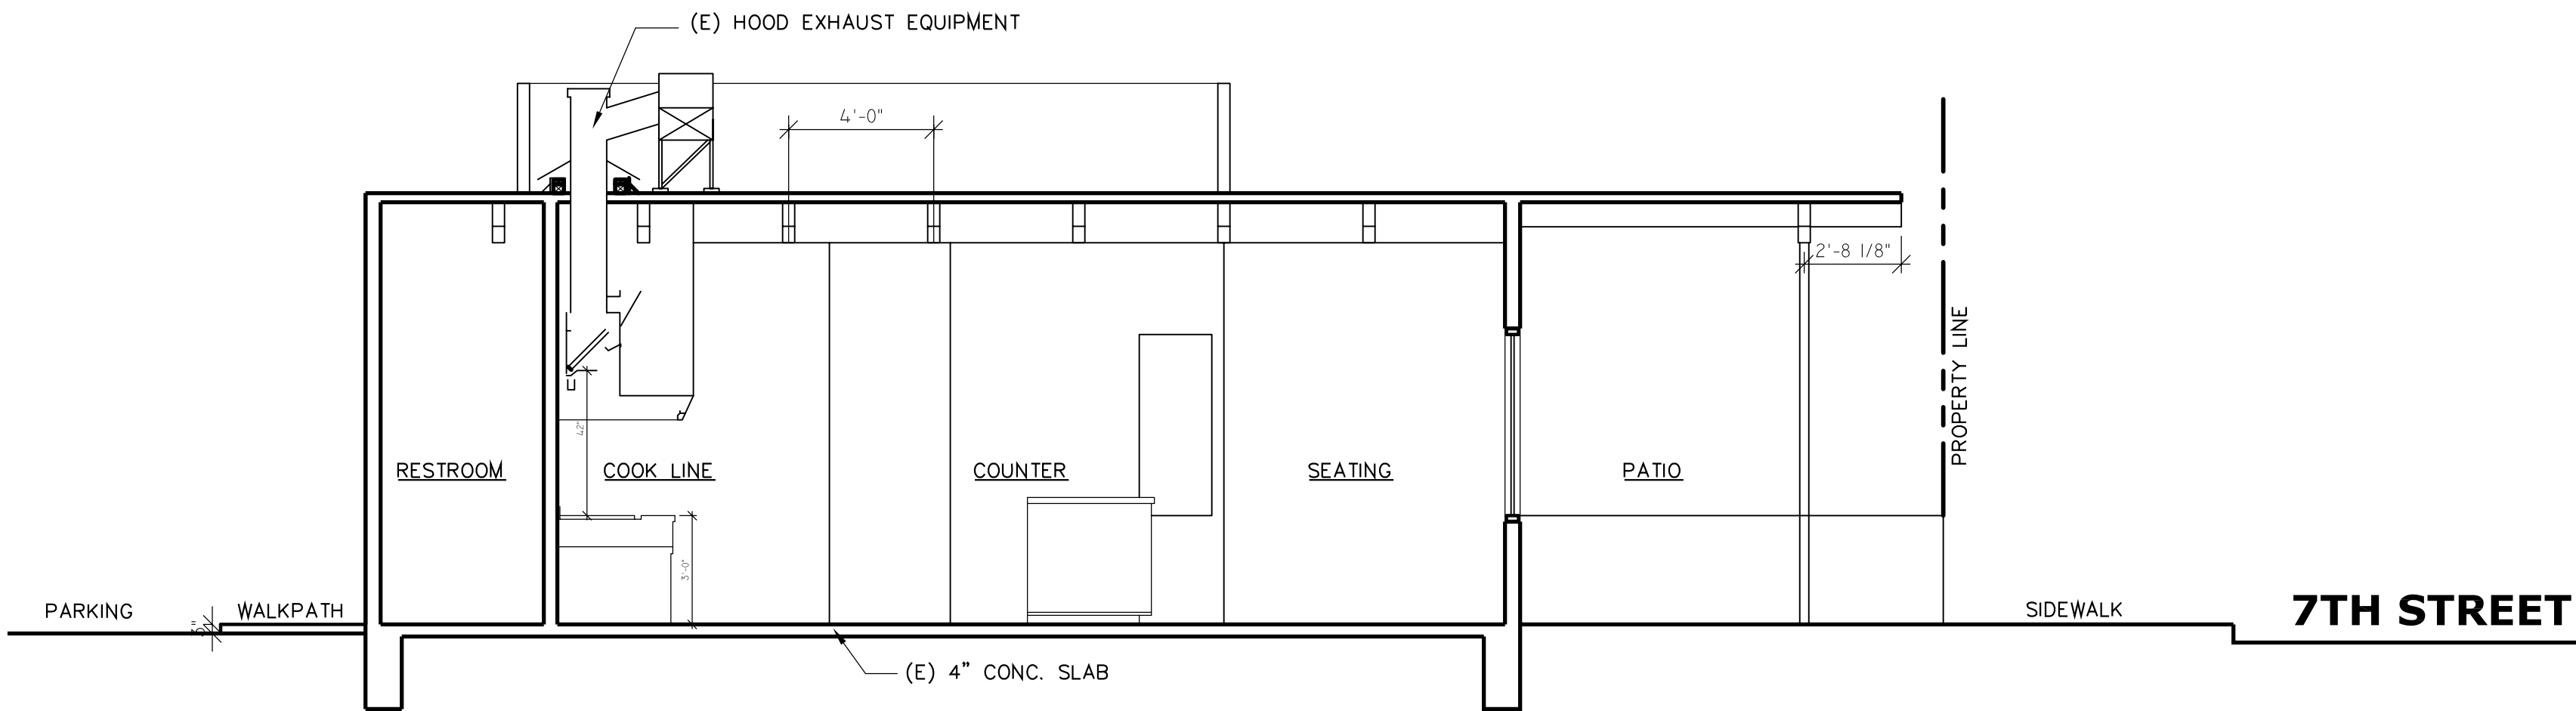 (E) HOOD EXHAUST EQUIPMENT
4'-0"
2'-8 1/8"
PROPERTY LINE
42"
RESTROOM
COOK LINE
COUNTER
SEATING
PATIO
3'-0"
PARKING
WALKPATH
SIDEWALK
7TH STREET
(E) 4” CONC. SLAB